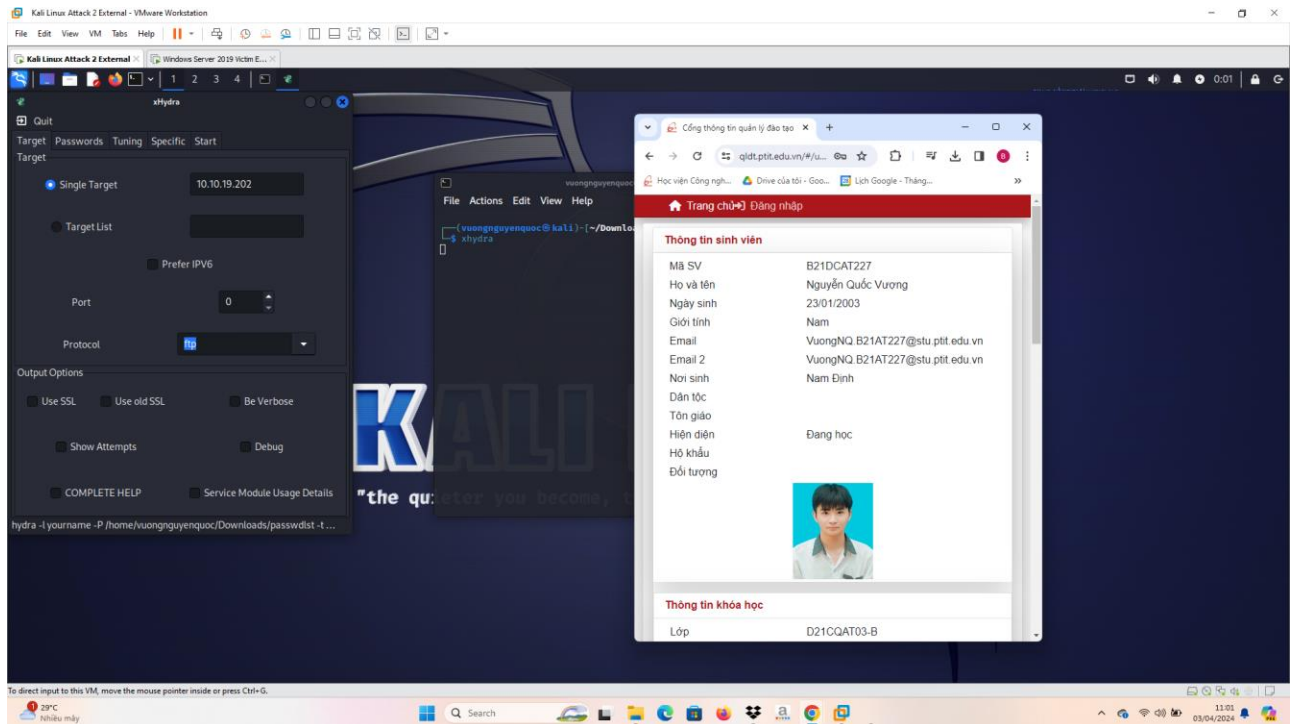 Kali Linux Attack 2 External - VMware Workstation
File Edit View VM Tabs Help
Kali Linux Attack 2 External × Windows Server 2019 Victim E... ×
1 2 3 4
0:01
xHydra
Quit
Target Passwords Tuning Specific Start
Target
Single Target 10.10.19.202
Target List
Prefer IPV6
Port 0
Protocol ftp
Output Options
Use SSL Use old SSL Be Verbose
Show Attempts Debug
COMPLETE HELP Service Module Usage Details
hydra -l yourname -P /home/vuongnguyenquoc/Downloads/passwdlst -t ...
vuongnguyenquoc
File Actions Edit View Help
(vuongnguyenquoc㉿kali)-[~/Downlo
$ xhydra
KALI
"the quieter you become, t
Cổng thông tin quản lý đào tạo
qldt.ptit.edu.vn/#/u...
B
Học viện Công ngh... Drive của tôi - Goo... Lịch Google - Tháng...
Trang chủ Đăng nhập
Thông tin sinh viên
Mã SV B21DCAT227
Họ và tên Nguyễn Quốc Vương
Ngày sinh 23/01/2003
Giới tính Nam
Email VuongNQ.B21AT227@stu.ptit.edu.vn
Email 2 VuongNQ.B21AT227@stu.ptit.edu.vn
Nơi sinh Nam Định
Dân tộc
Tôn giáo
Hiện diện Đang học
Hộ khẩu
Đối tượng
Thông tin khóa học
Lớp D21CQAT03-B
To direct input to this VM, move the mouse pointer inside or press Ctrl+G.
1
29°C
Nhiều mây
Search
11:01
03/04/2024